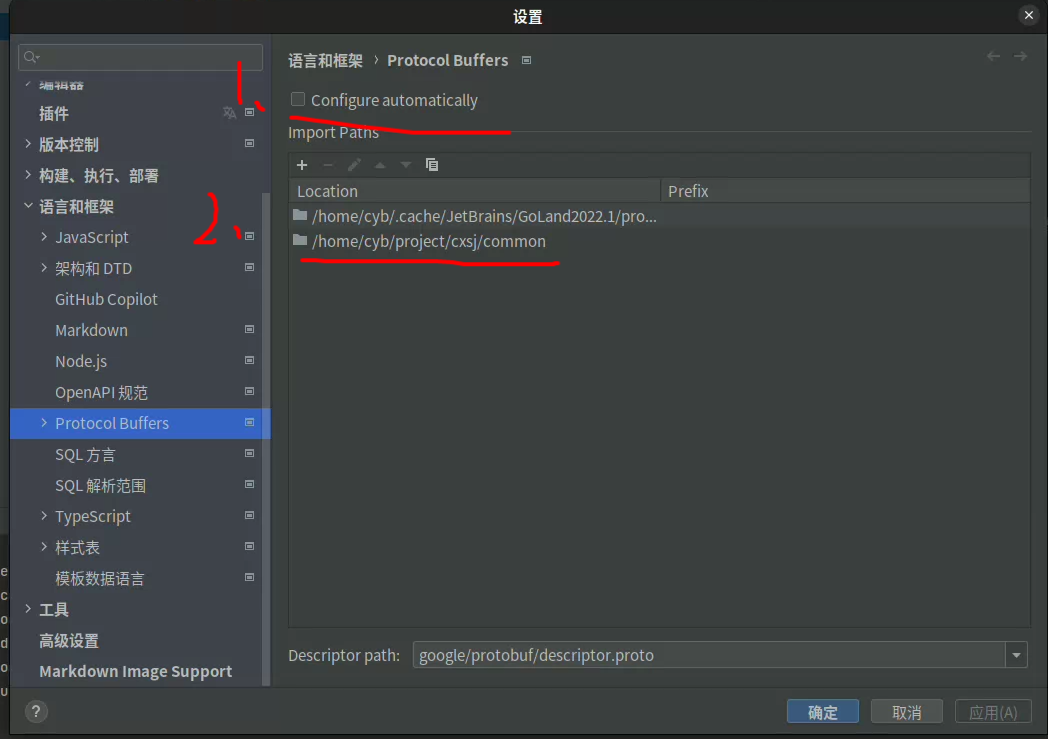 设置
编辑器
插件
版本控制
构建、执行、部署
语言和框架
JavaScript
架构和 DTD
GitHub Copilot
Markdown
Node.js
OpenAPI 规范
Protocol Buffers
SQL 方言
SQL 解析范围
TypeScript
样式表
模板数据语言
工具
高级设置
Markdown Image Support
语言和框架 › Protocol Buffers
1、
Configure automatically
Import Paths
Location Prefix
/home/cyb/.cache/JetBrains/GoLand2022.1/pro...
2、
/home/cyb/project/cxsj/common
Descriptor path: google/protobuf/descriptor.proto
? 确定 取消 应用(A)